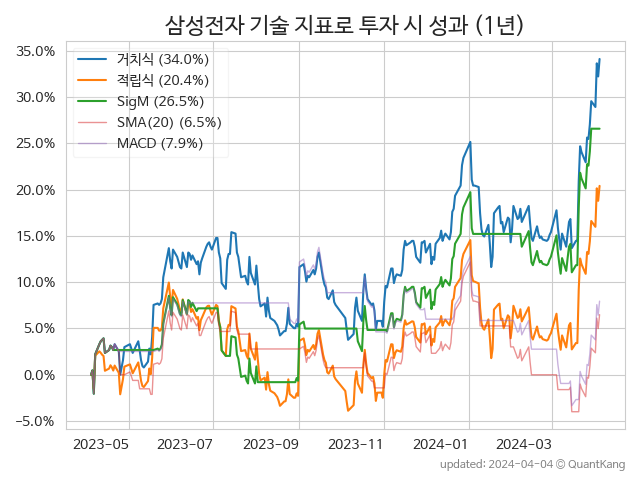 삼성전자 기술 지표로 투자 시 성과 (1년)
35.0%
30.0%
25.0%
20.0%
15.0%
10.0%
5.0%
0.0%
−5.0%
거치식 (34.0%)
적립식 (20.4%)
SigM (26.5%)
SMA(20) (6.5%)
MACD (7.9%)
2023-05 2023-07 2023-09 2023-11 2024-01 2024-03
updated: 2024-04-04 © QuantKang